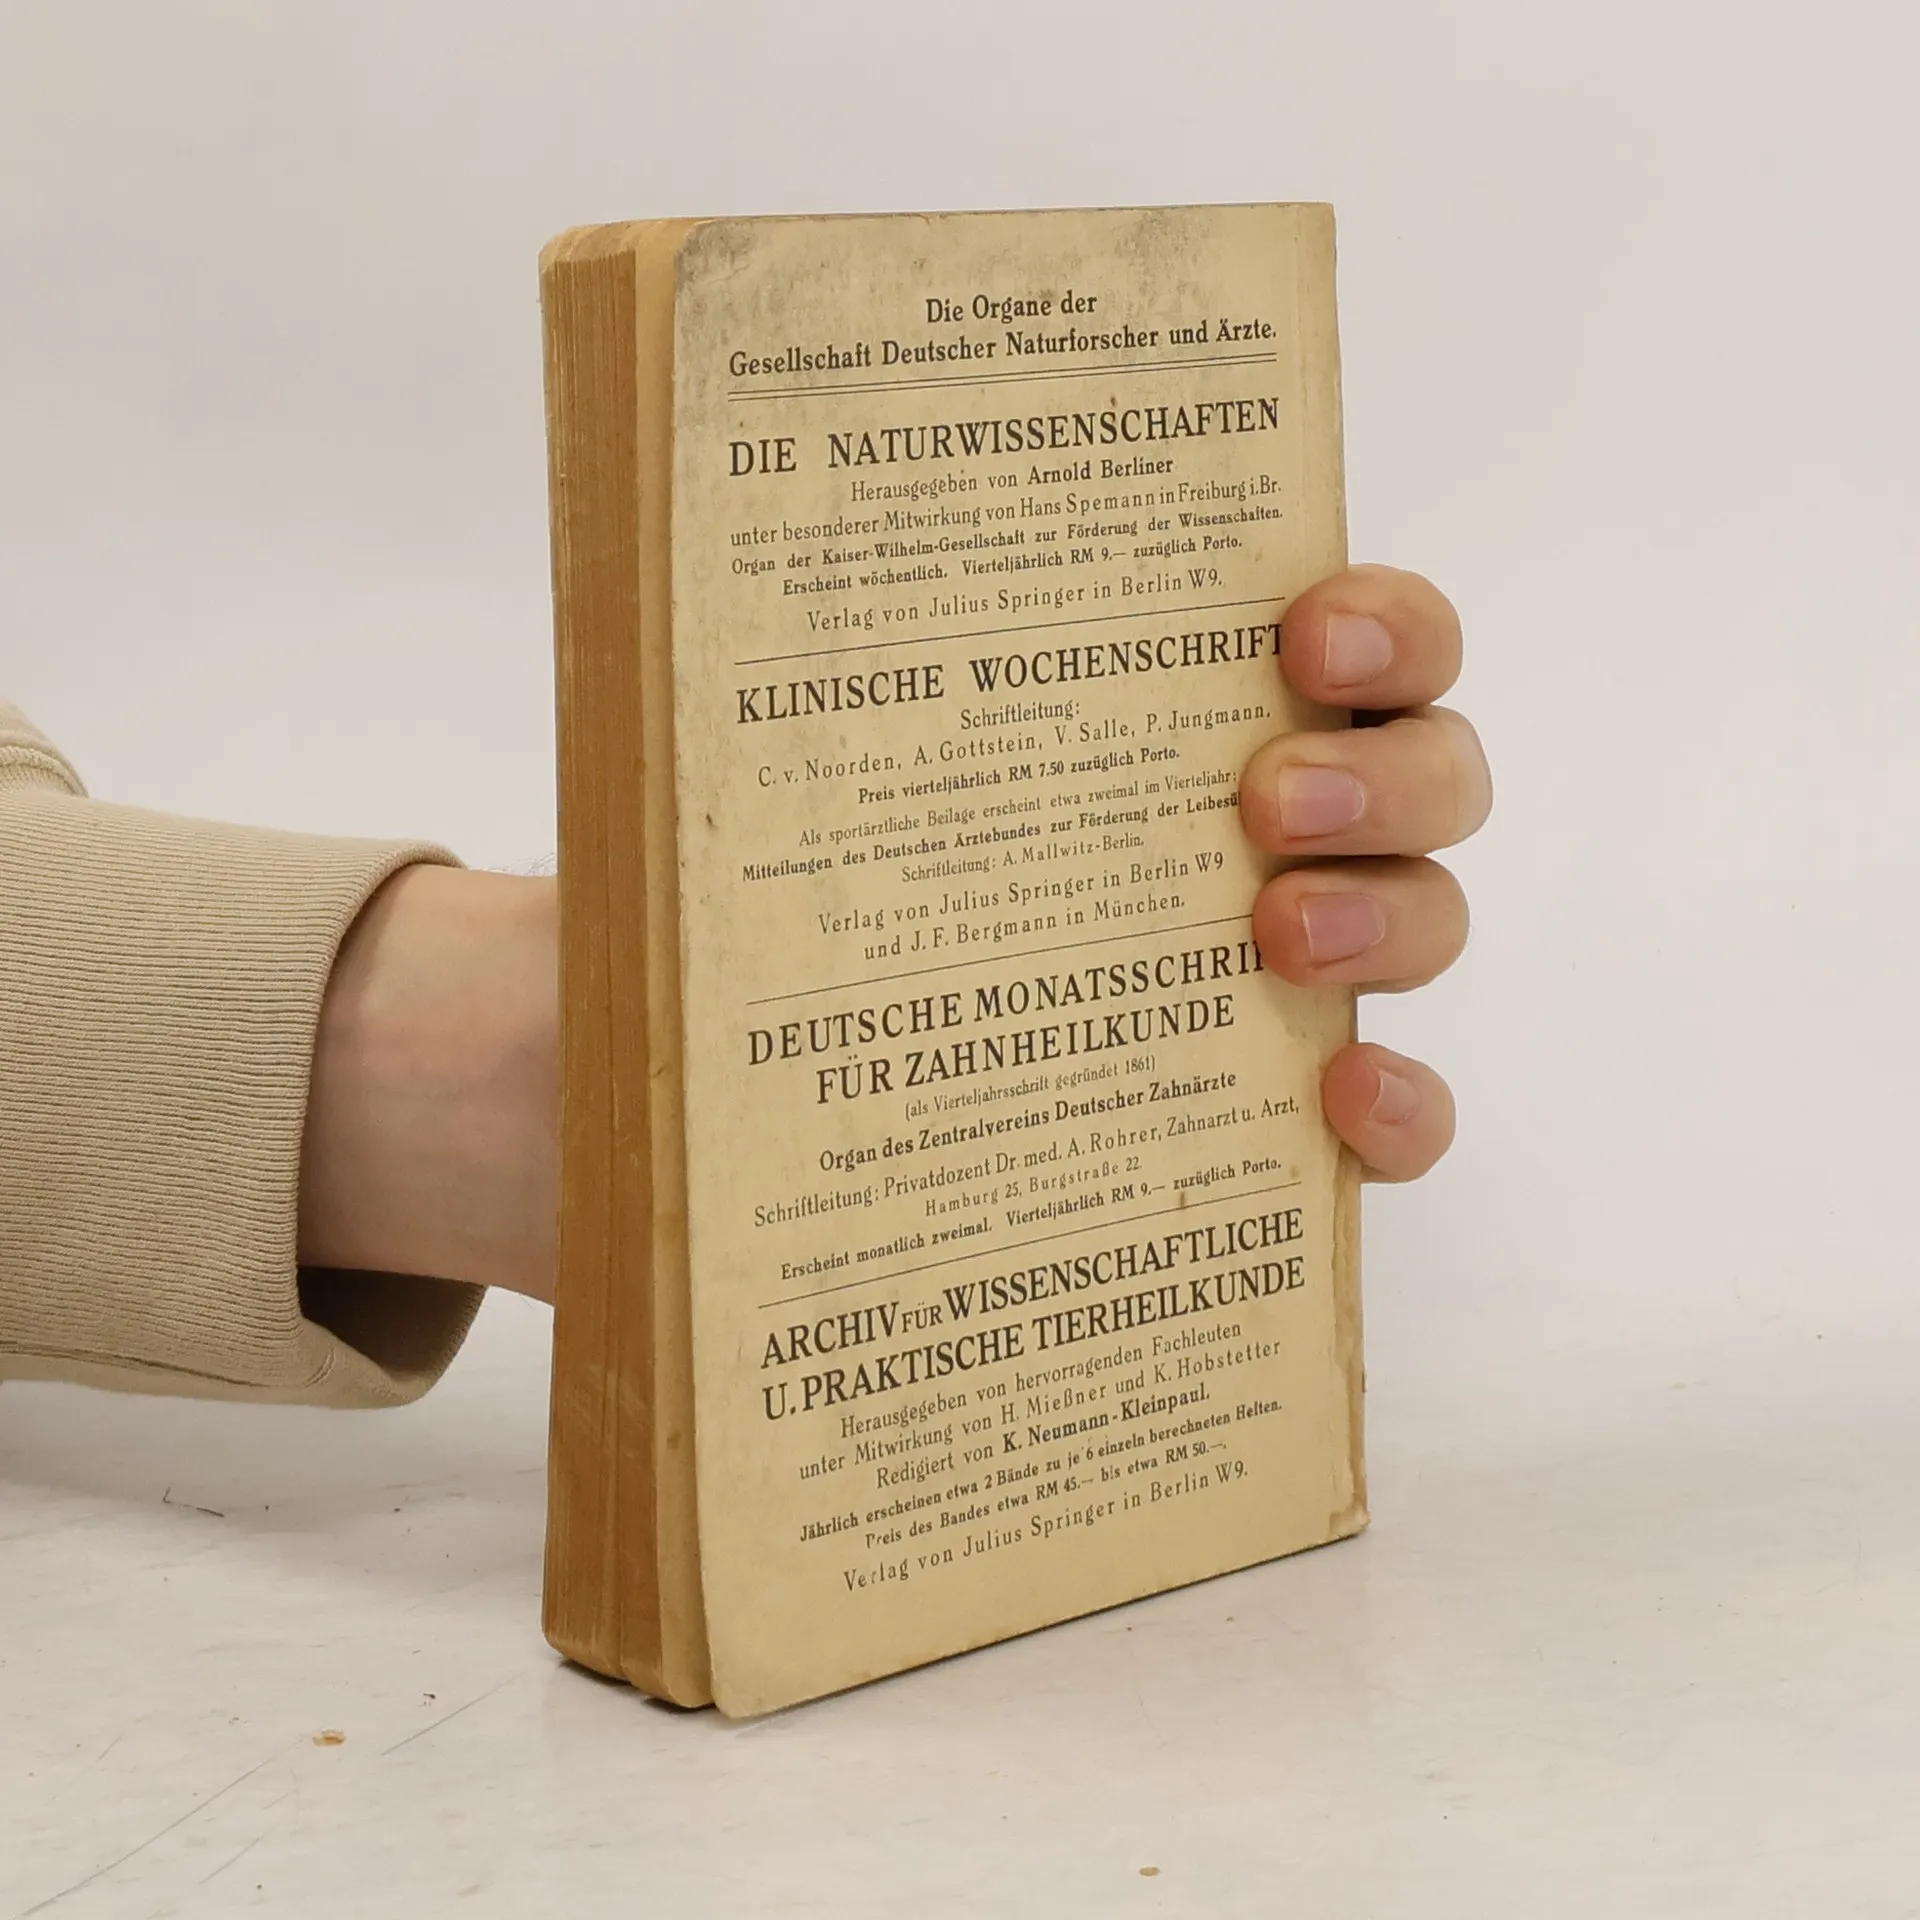 Die Organe der
Gesellschaft Deutscher Naturforscher und Ärzte.
DIE NATURWISSENSCHAFTEN
Herausgegeben von Arnold Berliner
unter besonderer Mitwirkung von Hans Spemann in Freiburg i.Br.
Organ der Kaiser-Wilhelm-Gesellschaft zur Förderung der Wissenschaften.
Erscheint wöchentlich. Vierteljährlich RM 9.— zuzüglich Porto.
Verlag von Julius Springer in Berlin W9.
KLINISCHE WOCHENSCHRIFT
Schriftleitung:
C. v. Noorden, A. Gottstein, V. Salle, P. Jungmann.
Preis vierteljährlich RM 7.50 zuzüglich Porto.
Als sportärztliche Beilage erscheint etwa zweimal im Vierteljahr:
Mitteilungen des Deutschen Ärztebundes zur Förderung der
Schriftleitung: A. Mallwitz-Berlin.
Verlag von Julius Springer in Berlin W9
und J. F. Bergmann in München.
DEUTSCHE
FÜR ZAHNHEILKUNDE
(als Vierteljahrsschrift gegründet 1861)
Organ des Zentralvereins Deutscher Zahnärzte
Schriftleitung: Privatdozent Dr. med. A. Rohrer, Zahnarzt u. Arzt,
Hamburg 25, Burgstraße 22.
Erscheint monatlich zweimal. Vierteljährlich RM 9.— zuzüglich Porto.
ARCHIV FÜR WISSENSCHAFTLICHE
U. PRAKTISCHE TIERHEILKUNDE
Herausgegeben von hervorragenden Fachleuten
unter Mitwirkung von H. Mießner und K. Hobstetter
Redigiert von K. Neumann-Kleinpaul.
Jährlich erscheinen etwa 2 Bände zu je 6 einzeln berechneten Heften.
Preis des Bandes etwa RM 45.— bis etwa RM 50.—.
Verlag von Julius Springer in Berlin W9.